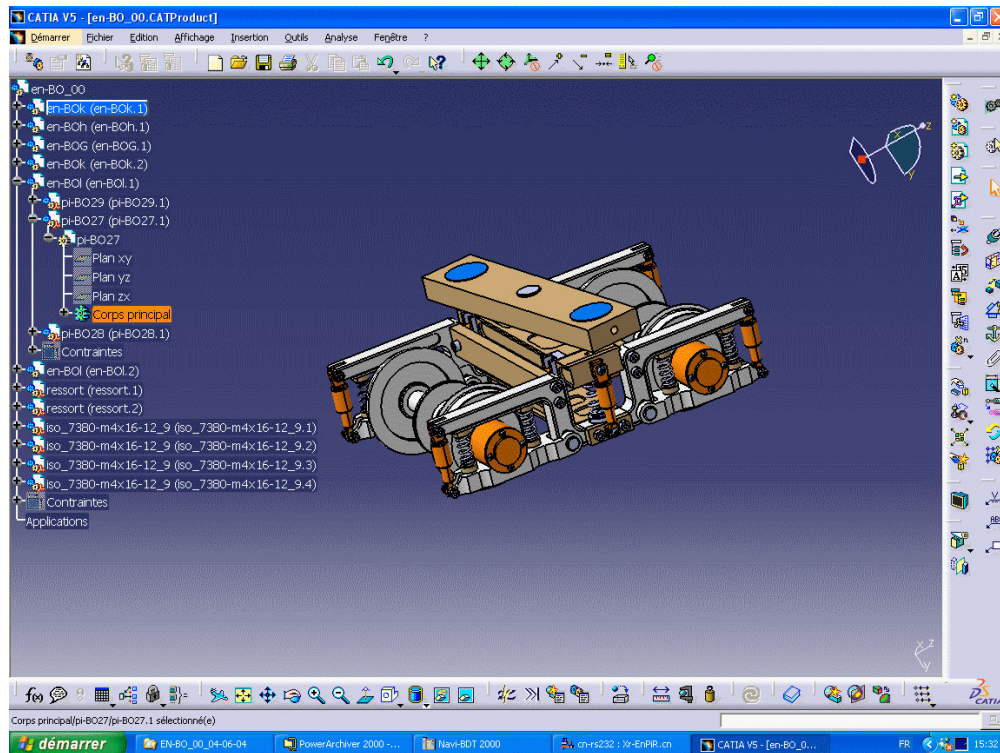 CATIA V5 - [en-BO_00.CATProduct]
Démarrer Fichier Edition Affichage Insertion Outils Analyse Fenêtre ?
en-BO_00
en-BOk (en-BOk.1)
en-BOh (en-BOh.1)
en-BOG (en-BOG.1)
en-BOk (en-BOk.2)
en-BOl (en-BOl.1)
pi-BO29 (pi-BO29.1)
pi-BO27 (pi-BO27.1)
pi-BO27
Plan xy
Plan yz
Plan zx
Corps principal
pi-BO28 (pi-BO28.1)
Contraintes
en-BOl (en-BOl.2)
ressort (ressort.1)
ressort (ressort.2)
iso_7380-m4x16-12_9 (iso_7380-m4x16-12_9.1)
iso_7380-m4x16-12_9 (iso_7380-m4x16-12_9.2)
iso_7380-m4x16-12_9 (iso_7380-m4x16-12_9.3)
iso_7380-m4x16-12_9 (iso_7380-m4x16-12_9.4)
Contraintes
Applications
z
x
y
x z
y
f(x)
CATIA
Corps principal/pi-BO27/pi-BO27.1 sélectionné(e)
démarrer EN-BO_00_04-06-04 PowerArchiver 2000 -... Navi-BDT 2000 cn-rs232 : Xr-EnPiR.cn CATIA V5 - [en-BO_0... FR